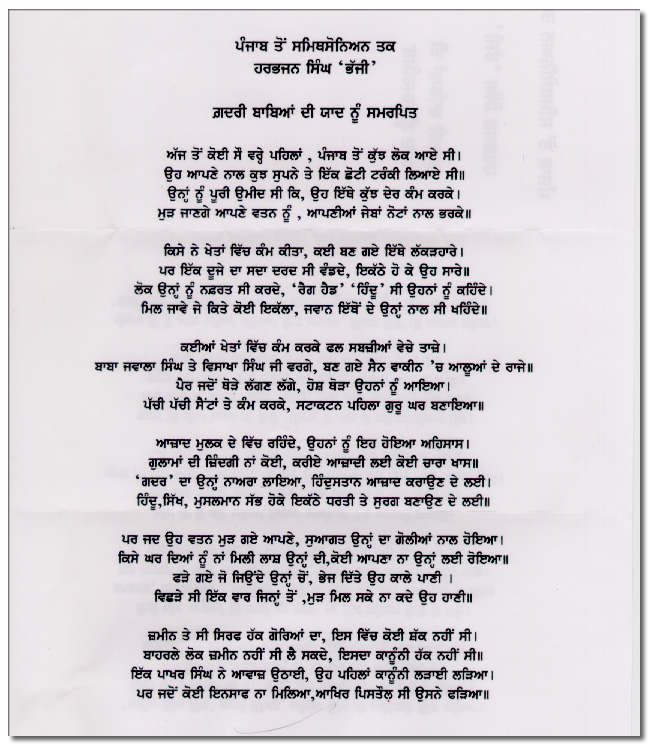 ਪੰਜਾਬ ਤੋਂ ਸਮਿਥਸੋਨਿਅਨ ਤਕ
ਹਰਭਜਨ ਸਿੰਘ ‘ਭੱਜੀ’
ਗ਼ਦਰੀ ਬਾਬਿਆਂ ਦੀ ਯਾਦ ਨੂੰ ਸਮਰਪਿਤ
ਅੱਜ ਤੋਂ ਕੋਈ ਸੌ ਵਰ੍ਹੇ ਪਹਿਲਾਂ , ਪੰਜਾਬ ਤੋਂ ਕੁੱਝ ਲੋਕ ਆਏ ਸੀ।
ਉਹ ਆਪਣੇ ਨਾਲ ਕੁਝ ਸੁਪਨੇ ਤੇ ਇੱਕ ਛੋਟੀ ਟਰੰਕੀ ਲਿਆਏ ਸੀ॥
ਉਨ੍ਹਾਂ ਨੂੰ ਪੂਰੀ ਉਮੀਦ ਸੀ ਕਿ, ਉਹ ਇੱਥੇ ਕੁੱਝ ਦੇਰ ਕੰਮ ਕਰਕੇ।
ਮੁੜ ਜਾਣਗੇ ਆਪਣੇ ਵਤਨ ਨੂੰ , ਆਪਣੀਆਂ ਜੇਬਾਂ ਨੋਟਾਂ ਨਾਲ ਭਰਕੇ॥
ਕਿਸੇ ਨੇ ਖੇਤਾਂ ਵਿੱਚ ਕੰਮ ਕੀਤਾ, ਕਈ ਬਣ ਗਏ ਇੱਥੇ ਲੱਕੜਹਾਰੇ।
ਪਰ ਇੱਕ ਦੂਜੇ ਦਾ ਸਦਾ ਦਰਦ ਸੀ ਵੰਡਦੇ, ਇਕੱਠੇ ਹੋ ਕੇ ਉਹ ਸਾਰੇ॥
ਲੋਕ ਉਨ੍ਹਾਂ ਨੂੰ ਨਫ਼ਰਤ ਸੀ ਕਰਦੇ, ‘ਰੈਗ ਹੈਡ’ ‘ਹਿੰਦੂ’ ਸੀ ਉਹਨਾਂ ਨੂੰ ਕਹਿੰਦੇ।
ਮਿਲ ਜਾਵੇ ਜੇ ਕਿਤੇ ਕੋਈ ਇਕੱਲਾ, ਜਵਾਨ ਇੱਥੋਂ ਦੇ ਉਨ੍ਹਾਂ ਨਾਲ ਸੀ ਖਹਿੰਦੇ॥
ਕਈਆਂ ਖੇਤਾਂ ਵਿੱਚ ਕੰਮ ਕਰਕੇ ਫਲ ਸਬਜ਼ੀਆਂ ਵੇਚੇ ਤਾਜ਼ੇ।
ਬਾਬਾ ਜਵਾਲਾ ਸਿੰਘ ਤੇ ਵਿਸਾਖਾ ਸਿੰਘ ਜੀ ਵਰਗੇ, ਬਣ ਗਏ ਸੈਨ ਵਾਕੀਨ ’ਚ ਆਲੂਆਂ ਦੇ ਰਾਜੇ॥
ਪੈਰ ਜਦੋਂ ਥੋੜੇ ਲੱਗਣ ਲੱਗੇ, ਹੋਸ਼ ਥੋੜਾ ਉਹਨਾਂ ਨੂੰ ਆਇਆ।
ਪੱਚੀ ਪੱਚੀ ਸੈਂਟਾਂ ਤੇ ਕੰਮ ਕਰਕੇ, ਸਟਾਕਟਨ ਪਹਿਲਾ ਗੁਰੂ ਘਰ ਬਣਾਇਆ॥
ਆਜ਼ਾਦ ਮੁਲਕ ਦੇ ਵਿੱਚ ਰਹਿੰਦੇ, ਉਹਨਾਂ ਨੂੰ ਇਹ ਹੋਇਆ ਅਹਿਸਾਸ।
ਗੁਲਾਮਾਂ ਦੀ ਜ਼ਿੰਦਗੀ ਨਾਂ ਕੋਈ, ਕਰੀਏ ਆਜ਼ਾਦੀ ਲਈ ਕੋਈ ਚਾਰਾ ਖਾਸ॥
‘ਗਦਰ’ ਦਾ ਉਨ੍ਹਾਂ ਨਾਅਰਾ ਲਾਇਆ, ਹਿੰਦੁਸਤਾਨ ਆਜ਼ਾਦ ਕਰਾਉਣ ਦੇ ਲਈ।
ਹਿੰਦੂ,ਸਿੱਖ, ਮੁਸਲਮਾਨ ਸੱਭ ਹੋਕੇ ਇਕੱਠੇ ਧਰਤੀ ਤੇ ਸੁਰਗ ਬਣਾਉਣ ਦੇ ਲਈ॥
ਪਰ ਜਦ ਉਹ ਵਤਨ ਮੁੜ ਗਏ ਆਪਣੇ, ਸੁਆਗਤ ਉਨ੍ਹਾਂ ਦਾ ਗੋਲੀਆਂ ਨਾਲ ਹੋਇਆ।
ਕਿਸੇ ਘਰ ਦਿਆਂ ਨੂੰ ਨਾਂ ਮਿਲੀ ਲਾਸ਼ ਉਨ੍ਹਾਂ ਦੀ,ਕੋਈ ਆਪਣਾ ਨਾ ਉਨ੍ਹਾਂ ਲਈ ਰੋਇਆ॥
ਫੜੇ ਗਏ ਜੋ ਜਿਉਂਦੇ ਉਨ੍ਹਾਂ ਚੋਂ, ਭੇਜ ਦਿੱਤੇ ਉਹ ਕਾਲੇ ਪਾਣੀ ।
ਵਿਛੜੇ ਸੀ ਇੱਕ ਵਾਰ ਜਿਨ੍ਹਾਂ ਤੋਂ ,ਮੁੜ ਮਿਲ ਸਕੇ ਨਾ ਕਦੇ ਉਹ ਹਾਣੀ॥
ਜ਼ਮੀਨ ਤੇ ਸੀ ਸਿਰਫ ਹੱਕ ਗੋਰਿਆਂ ਦਾ, ਇਸ ਵਿੱਚ ਕੋਈ ਸ਼ੱਕ ਨਹੀਂ ਸੀ।
ਬਾਹਰਲੇ ਲੋਕ ਜ਼ਮੀਨ ਨਹੀਂ ਸੀ ਲੈ ਸਕਦੇ, ਇਸਦਾ ਕਾਨੂੰਨੀ ਹੱਕ ਨਹੀਂ ਸੀ॥
ਇੱਕ ਪਾਖਰ ਸਿੰਘ ਨੇ ਆਵਾਜ਼ ਉਠਾਈ, ਉਹ ਪਹਿਲਾਂ ਕਾਨੂੰਨੀ ਲੜਾਈ ਲੜਿਆ।
ਪਰ ਜਦੋਂ ਕੋਈ ਇਨਸਾਫ ਨਾ ਮਿਲਿਆ,ਆਖਿਰ ਪਿਸਤੌਲ ਸੀ ਉਸਨੇ ਫੜਿਆ॥